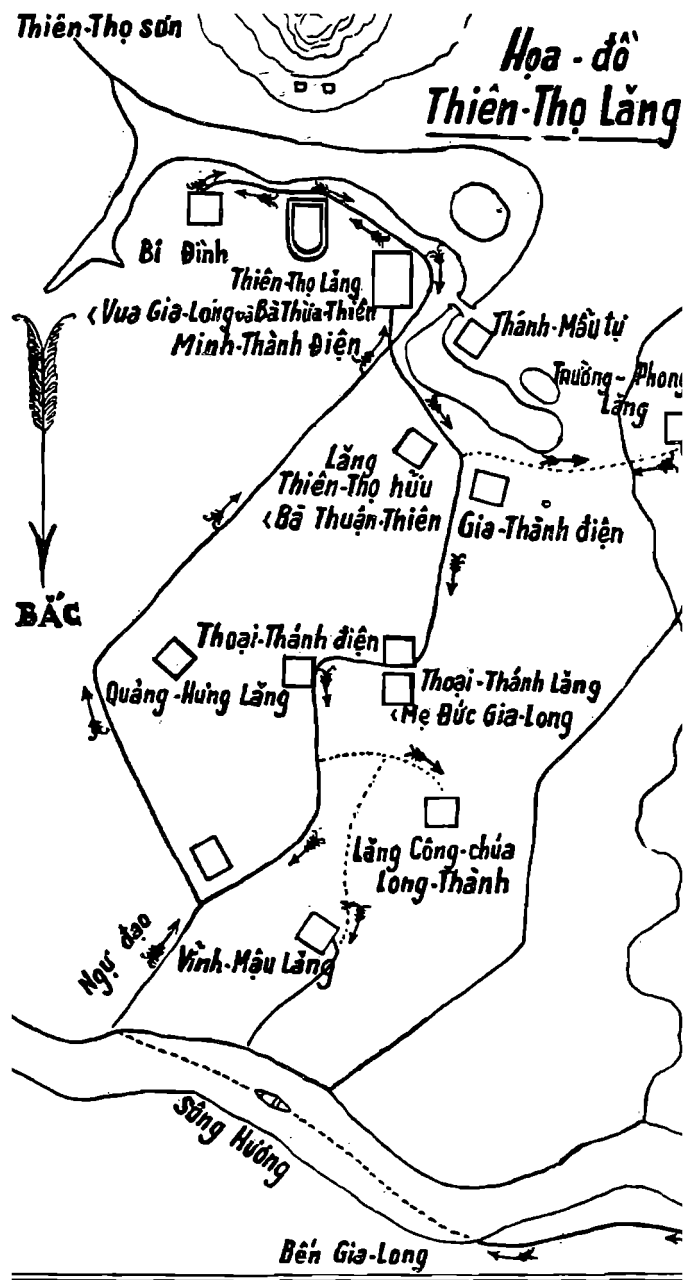 Thiên-Thọ sơn
Họa-đồ
Thiên-Thọ Lăng
Bi Đình
Thiên-Thọ Lăng
<Vua Gia-Long và Bà Thừa-Thiên
Minh-Thành Điện
Thánh-Mẫu tự
Trường-Phong
Lăng
Lăng
Thiên-Thọ hữu
<Bà Thuận-Thiên
Gia-Thành điện
BẮC
Thoại-Thánh điện
Quảng-Hưng Lăng
Thoại-Thánh Lăng
<Mẹ Đức Gia-Long
Lăng Công-chúa
Long-Thành
Ngự đạo
Vĩnh-Mậu Lăng
Sông Hương
Bến Gia-Long